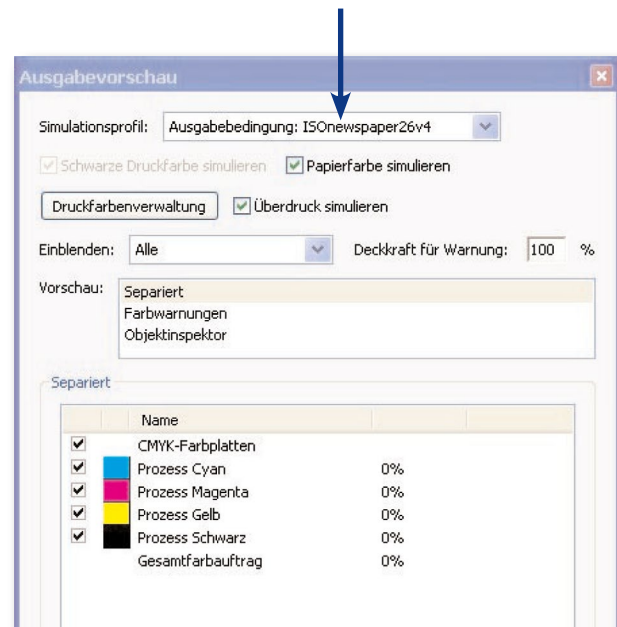 Ausgabevorschau
Simulationsprofil: Ausgabebedingung: ISOnewspaper26v4
Schwarze Druckfarbe simulieren Papierfarbe simulieren
Druckfarbenverwaltung Überdruck simulieren
Einblenden: Alle Deckkraft für Warnung: 100 %
Vorschau: Separiert
Farbwarnungen
Objektinspektor
Separiert
Name
CMYK-Farbplatten
Prozess Cyan 0%
Prozess Magenta 0%
Prozess Gelb 0%
Prozess Schwarz 0%
Gesamtfarbauftrag 0%